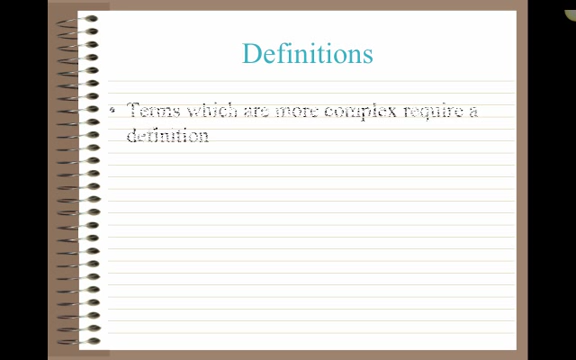 Definitions
• Terms which are more complex require a
definition